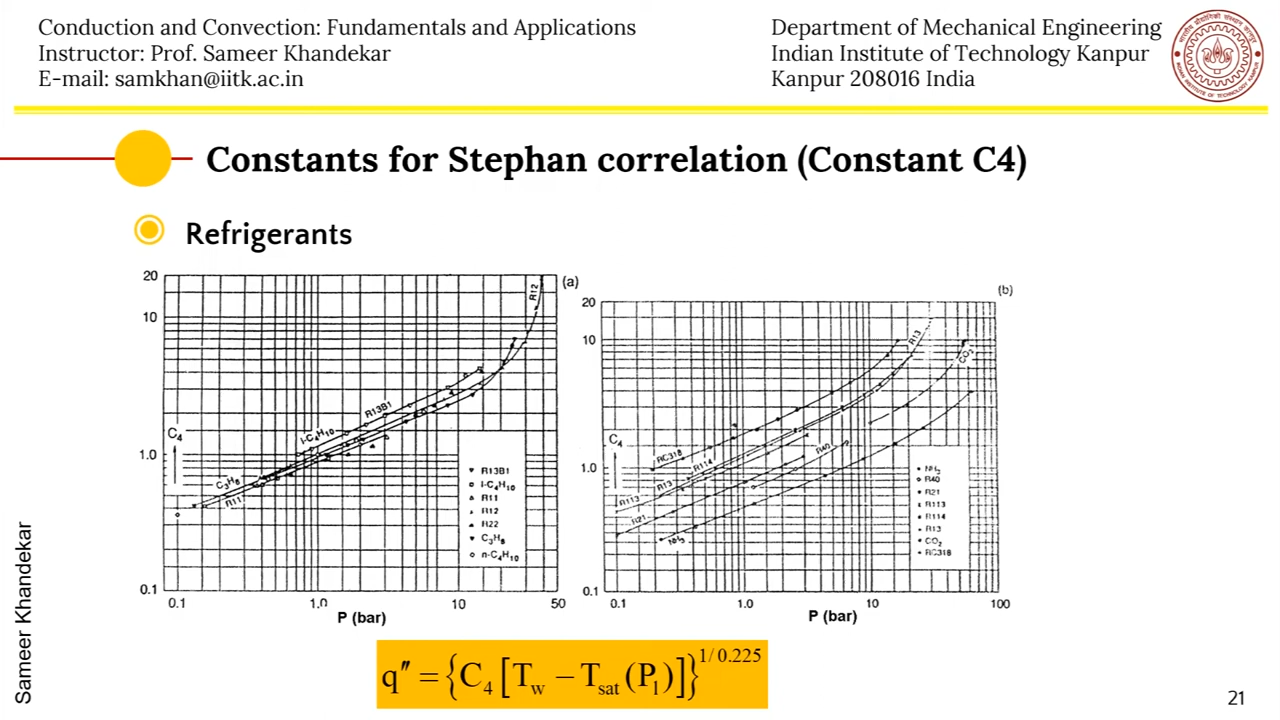 Conduction and Convection: Fundamentals and Applications
Instructor: Prof. Sameer Khandekar
E-mail: samkhan@iitk.ac.in
Department of Mechanical Engineering
Indian Institute of Technology Kanpur
Kanpur 208016 India
Constants for Stephan correlation (Constant C4)
Refrigerants
(a)
20
10
1.0
0.1
C₄
R12
R13B1
i-C₄H₁₀
C₃H₈
R11
R13B1
i-C₄H₁₀
R11
R12
R22
C₃H₈
n-C₄H₁₀
0.1
1.0
10
50
P (bar)
(b)
20
10
1.0
0.1
C₄
R13
CO₂
RC318
R114
R40
R13
R113
R21
NH₃
NH₃
R40
R21
R113
R114
R13
CO₂
RC318
0.1
1.0
10
100
P (bar)
q″ = {C₄ [T_w − T_sat (P_l)]}^1/0.225
Sameer Khandekar
21